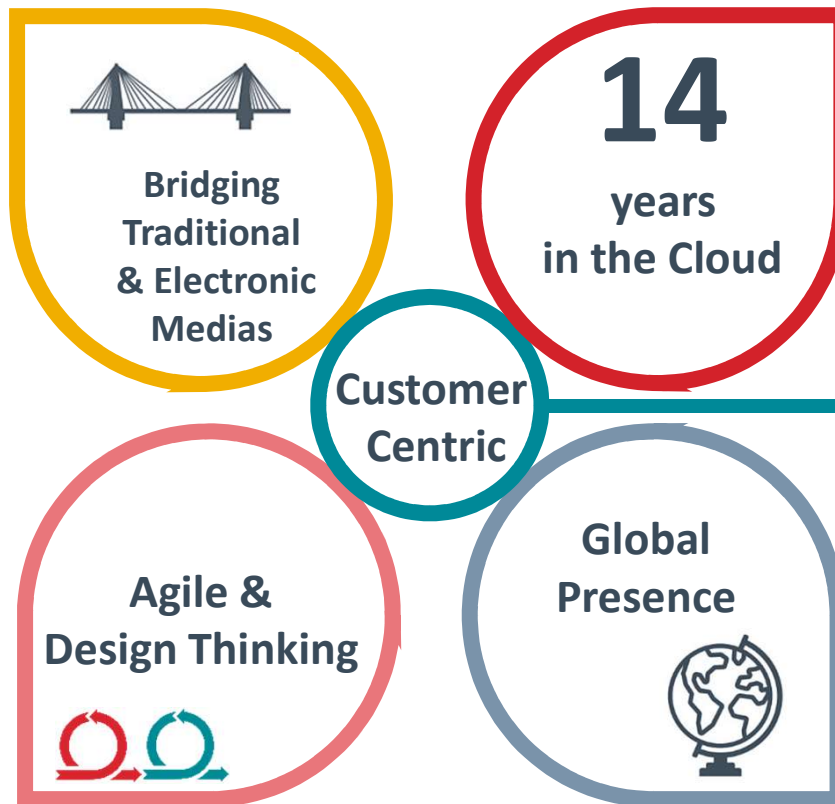 Bridging
Traditional
& Electronic
Medias
14
years
in the Cloud
Customer
Centric
Agile &
Design Thinking
Global
Presence